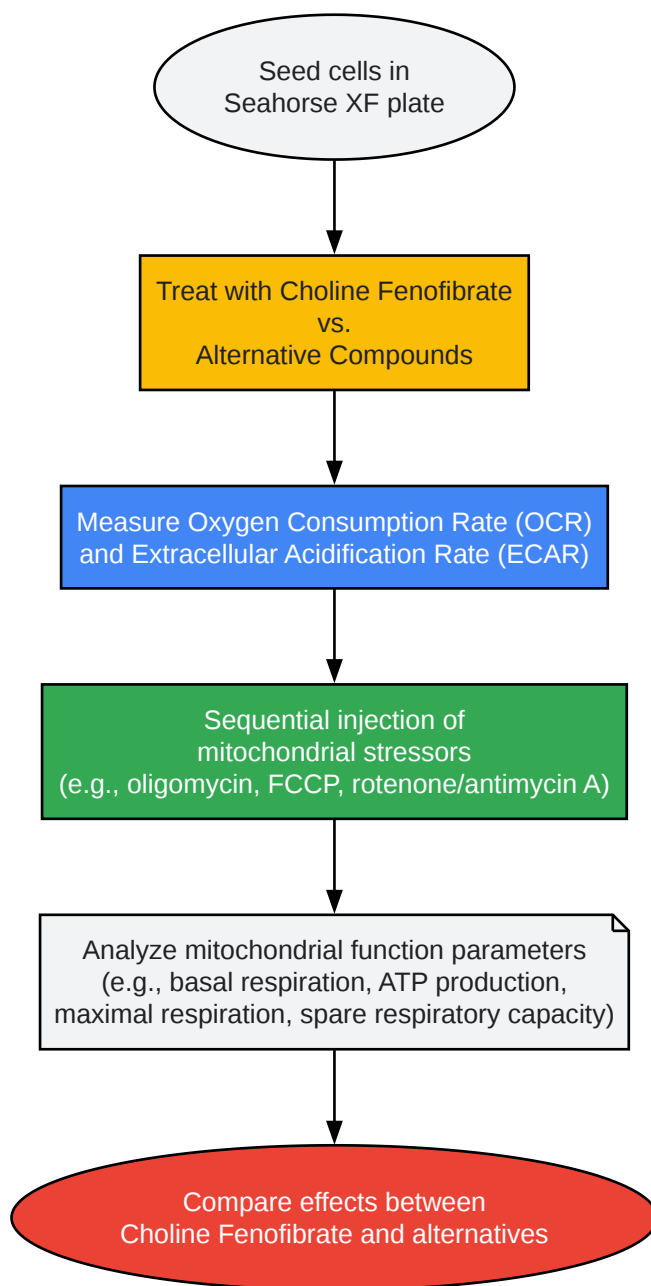 Seed cells in
Seahorse XF plate
Treat with Choline Fenofibrate
vs.
Alternative Compounds
Measure Oxygen Consumption Rate (OCR)
and Extracellular Acidification Rate (ECAR)
Sequential injection of
mitochondrial stressors
(e.g., oligomycin, FCCP, rotenone/antimycin A)
Analyze mitochondrial function parameters
(e.g., basal respiration, ATP production,
maximal respiration, spare respiratory capacity)
Compare effects between
Choline Fenofibrate and alternatives